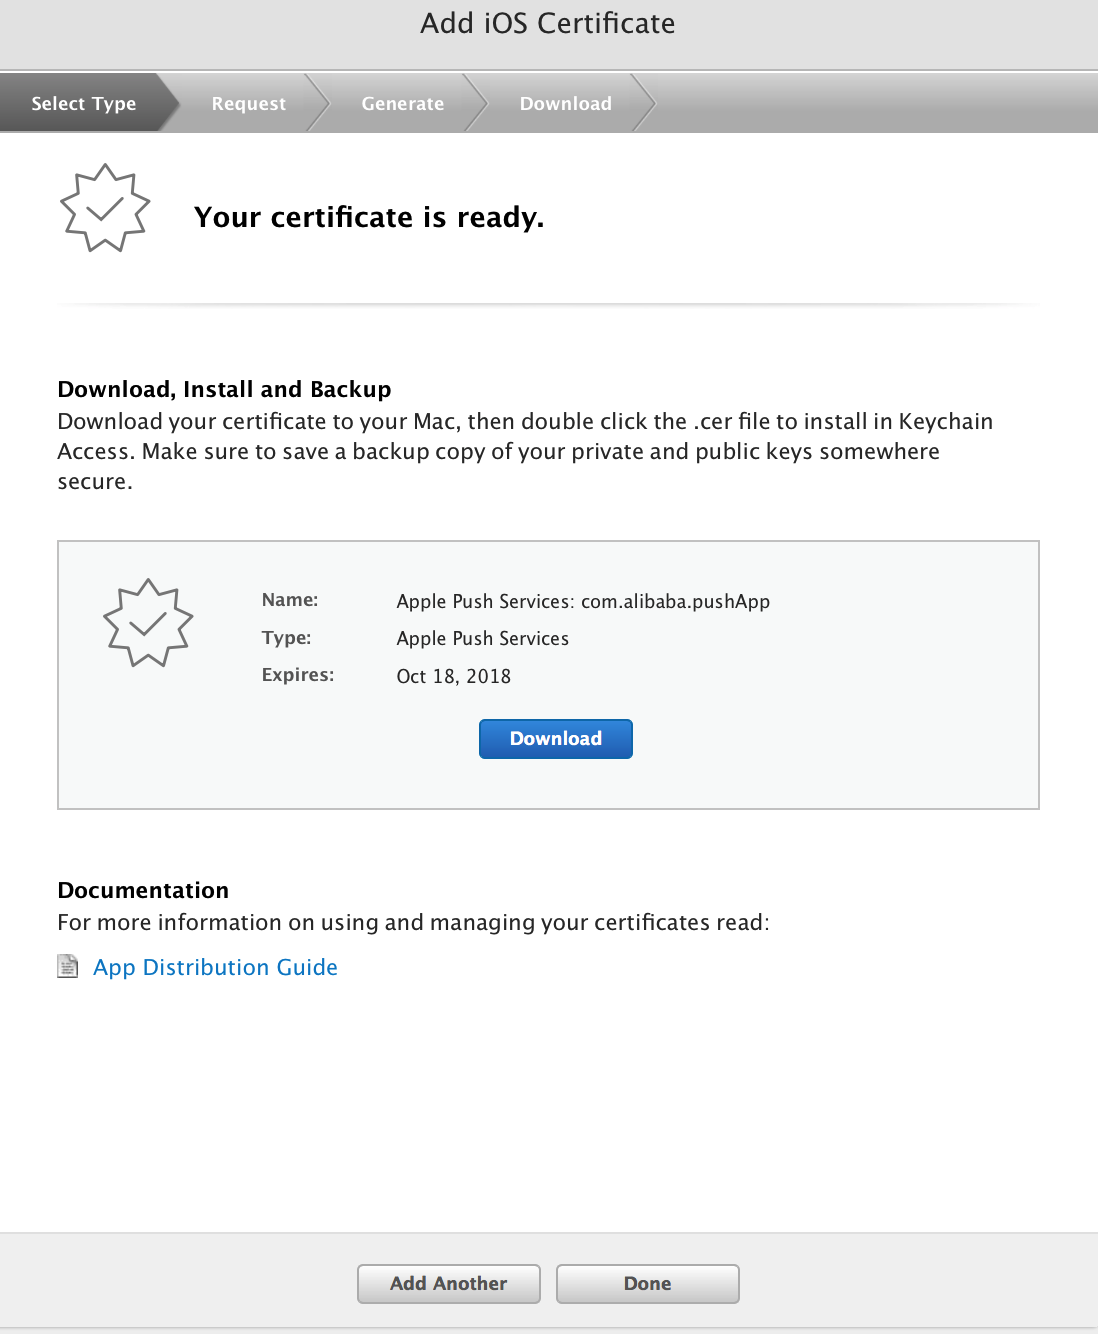 Add iOS Certificate
Select Type Request Generate Download
Your certificate is ready.
Download, Install and Backup
Download your certificate to your Mac, then double click the .cer file to install in Keychain
Access. Make sure to save a backup copy of your private and public keys somewhere
secure.
Name: Apple Push Services: com.alibaba.pushApp
Type: Apple Push Services
Expires: Oct 18, 2018
Download
Documentation
For more information on using and managing your certificates read:
App Distribution Guide
Add Another Done